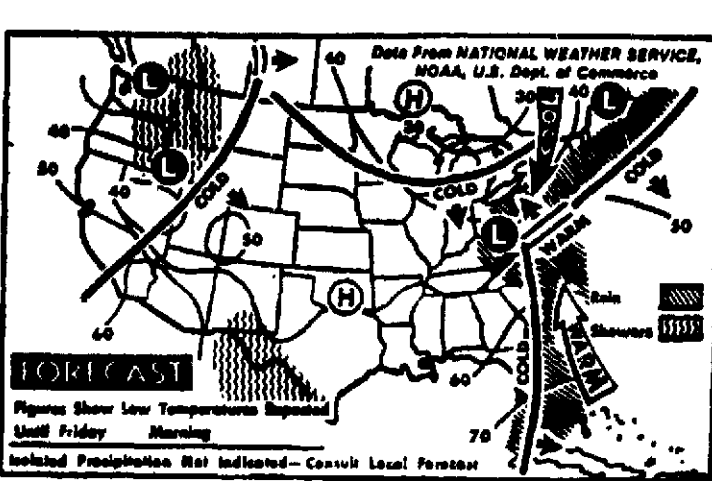 Data From NATIONAL WEATHER SERVICE,
NOAA, U.S. Dept. of Commerce
L
H
L
60
30
40
COLD
50
40
50
40
L
COLD
COLD
COLD
50
50
L
WARM
H
60
Rain
Showers
COLD
WARM
60
70
FORECAST
Figures Show Low Temperatures Expected
Until Friday Morning
Isolated Precipitation Not Indicated — Consult Local Forecast